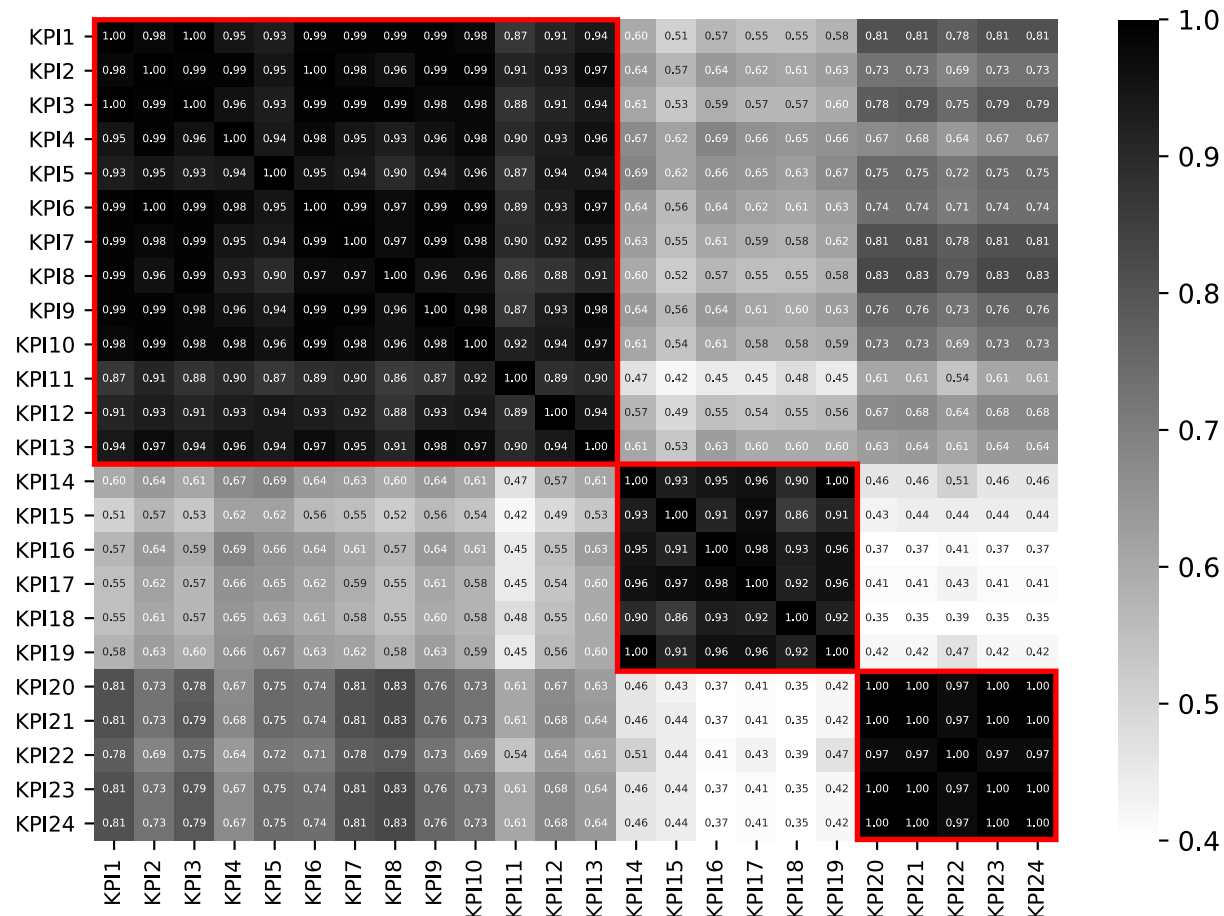 KPI1 1.00 0.98 1.00 0.95 0.93 0.99 0.99 0.99 0.99 0.98 0.87 0.91 0.94 0.60 0.51 0.57 0.55 0.55 0.58 0.81 0.81 0.78 0.81 0.81 1.0
KPI2 0.98 1.00 0.99 0.99 0.95 1.00 0.98 0.96 0.99 0.99 0.91 0.93 0.97 0.64 0.57 0.64 0.62 0.61 0.63 0.73 0.73 0.69 0.73 0.73
KPI3 1.00 0.99 1.00 0.96 0.93 0.99 0.99 0.99 0.98 0.98 0.88 0.91 0.94 0.61 0.53 0.59 0.57 0.57 0.60 0.78 0.79 0.75 0.79 0.79
KPI4 0.95 0.99 0.96 1.00 0.94 0.98 0.95 0.93 0.96 0.98 0.90 0.93 0.96 0.67 0.62 0.69 0.66 0.65 0.66 0.67 0.68 0.64 0.67 0.67
0.9
KPI5 0.93 0.95 0.93 0.94 1.00 0.95 0.94 0.90 0.94 0.96 0.87 0.94 0.94 0.69 0.62 0.66 0.65 0.63 0.67 0.75 0.75 0.72 0.75 0.75
KPI6 0.99 1.00 0.99 0.98 0.95 1.00 0.99 0.97 0.99 0.99 0.89 0.93 0.97 0.64 0.56 0.64 0.62 0.61 0.63 0.74 0.74 0.71 0.74 0.74
KPI7 0.99 0.98 0.99 0.95 0.94 0.99 1.00 0.97 0.99 0.98 0.90 0.92 0.95 0.63 0.55 0.61 0.59 0.58 0.62 0.81 0.81 0.78 0.81 0.81
KPI8 0.99 0.96 0.99 0.93 0.90 0.97 0.97 1.00 0.96 0.96 0.86 0.88 0.91 0.60 0.52 0.57 0.55 0.55 0.58 0.83 0.83 0.79 0.83 0.83
0.8
KPI9 0.99 0.99 0.98 0.96 0.94 0.99 0.99 0.96 1.00 0.98 0.87 0.93 0.98 0.64 0.56 0.64 0.61 0.60 0.63 0.76 0.76 0.73 0.76 0.76
KPI10 0.98 0.99 0.98 0.98 0.96 0.99 0.98 0.96 0.98 1.00 0.92 0.94 0.97 0.61 0.54 0.61 0.58 0.58 0.59 0.73 0.73 0.69 0.73 0.73
KPI11 0.87 0.91 0.88 0.90 0.87 0.89 0.90 0.86 0.87 0.92 1.00 0.89 0.90 0.47 0.42 0.45 0.45 0.48 0.45 0.61 0.61 0.54 0.61 0.61
KPI12 0.91 0.93 0.91 0.93 0.94 0.93 0.92 0.88 0.93 0.94 0.89 1.00 0.94 0.57 0.49 0.55 0.54 0.55 0.56 0.67 0.68 0.64 0.68 0.68
0.7
KPI13 0.94 0.97 0.94 0.96 0.94 0.97 0.95 0.91 0.98 0.97 0.90 0.94 1.00 0.61 0.53 0.63 0.60 0.60 0.60 0.63 0.64 0.61 0.64 0.64
KPI14 0.60 0.64 0.61 0.67 0.69 0.64 0.63 0.60 0.64 0.61 0.47 0.57 0.61 1.00 0.93 0.95 0.96 0.90 1.00 0.46 0.46 0.51 0.46 0.46
KPI15 0.51 0.57 0.53 0.62 0.62 0.56 0.55 0.52 0.56 0.54 0.42 0.49 0.53 0.93 1.00 0.91 0.97 0.86 0.91 0.43 0.44 0.44 0.44 0.44
KPI16 0.57 0.64 0.59 0.69 0.66 0.64 0.61 0.57 0.64 0.61 0.45 0.55 0.63 0.95 0.91 1.00 0.98 0.93 0.96 0.37 0.37 0.41 0.37 0.37
0.6
KPI17 0.55 0.62 0.57 0.66 0.65 0.62 0.59 0.55 0.61 0.58 0.45 0.54 0.60 0.96 0.97 0.98 1.00 0.92 0.96 0.41 0.41 0.43 0.41 0.41
KPI18 0.55 0.61 0.57 0.65 0.63 0.61 0.58 0.55 0.60 0.58 0.48 0.55 0.60 0.90 0.86 0.93 0.92 1.00 0.92 0.35 0.35 0.39 0.35 0.35
KPI19 0.58 0.63 0.60 0.66 0.67 0.63 0.62 0.58 0.63 0.59 0.45 0.56 0.60 1.00 0.91 0.96 0.96 0.92 1.00 0.42 0.42 0.47 0.42 0.42
KPI20 0.81 0.73 0.78 0.67 0.75 0.74 0.81 0.83 0.76 0.73 0.61 0.67 0.63 0.46 0.43 0.37 0.41 0.35 0.42 1.00 1.00 0.97 1.00 1.00
0.5
KPI21 0.81 0.73 0.79 0.68 0.75 0.74 0.81 0.83 0.76 0.73 0.61 0.68 0.64 0.46 0.44 0.37 0.41 0.35 0.42 1.00 1.00 0.97 1.00 1.00
KPI22 0.78 0.69 0.75 0.64 0.72 0.71 0.78 0.79 0.73 0.69 0.54 0.64 0.61 0.51 0.44 0.41 0.43 0.39 0.47 0.97 0.97 1.00 0.97 0.97
KPI23 0.81 0.73 0.79 0.67 0.75 0.74 0.81 0.83 0.76 0.73 0.61 0.68 0.64 0.46 0.44 0.37 0.41 0.35 0.42 1.00 1.00 0.97 1.00 1.00
KPI24 0.81 0.73 0.79 0.67 0.75 0.74 0.81 0.83 0.76 0.73 0.61 0.68 0.64 0.46 0.44 0.37 0.41 0.35 0.42 1.00 1.00 0.97 1.00 1.00
0.4
KPI1 KPI2 KPI3 KPI4 KPI5 KPI6 KPI7 KPI8 KPI9 KPI10 KPI11 KPI12 KPI13 KPI14 KPI15 KPI16 KPI17 KPI18 KPI19 KPI20 KPI21 KPI22 KPI23 KPI24